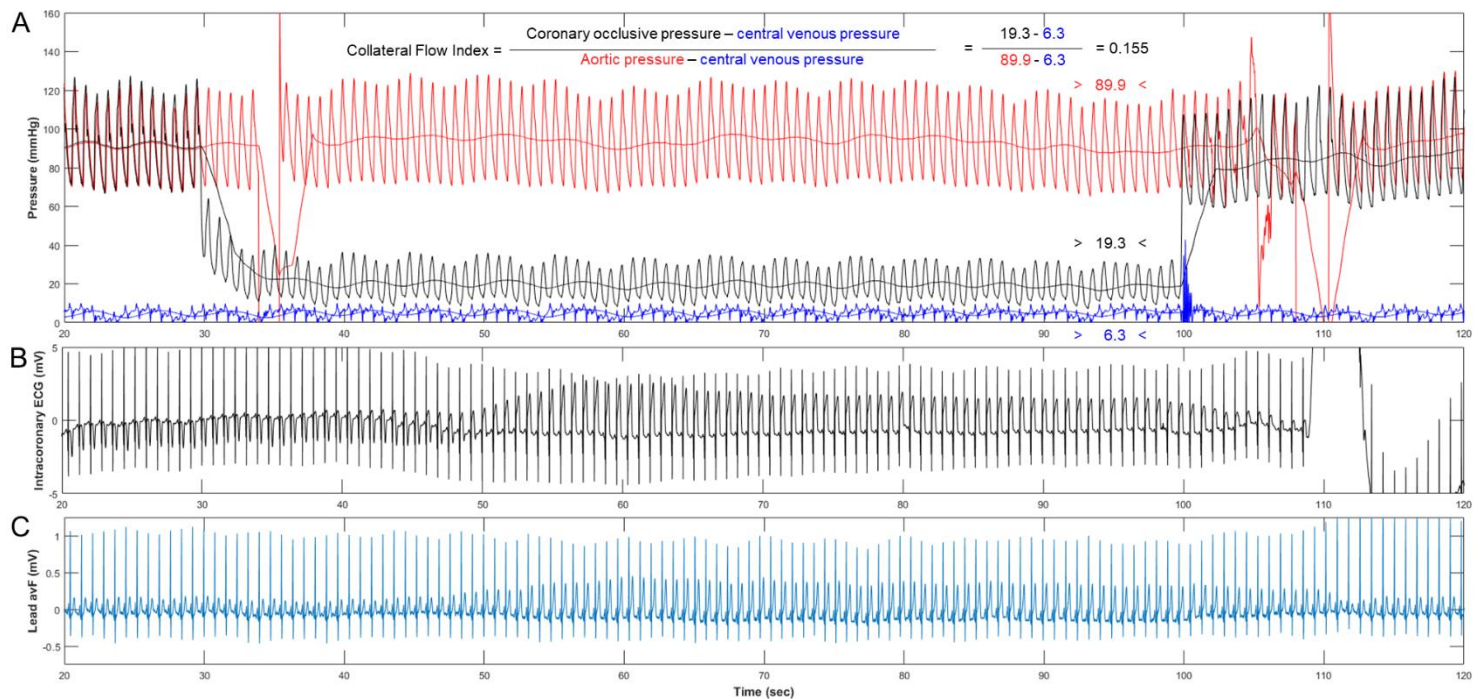 A
Collateral Flow Index = Coronary occlusive pressure – central venous pressure / Aortic pressure – central venous pressure = 19.3 - 6.3 / 89.9 - 6.3 = 0.155
> 89.9 <
> 19.3 <
> 6.3 <
Pressure (mmHg)
160
140
120
100
80
60
40
20
0
20 30 40 50 60 70 80 90 100 110 120
B
Intracoronary ECG (mV)
5
0
-5
20 30 40 50 60 70 80 90 100 110 120
C
Lead avF (mV)
1
0.5
0
-0.5
20 30 40 50 60 70 80 90 100 110 120
Time (sec)